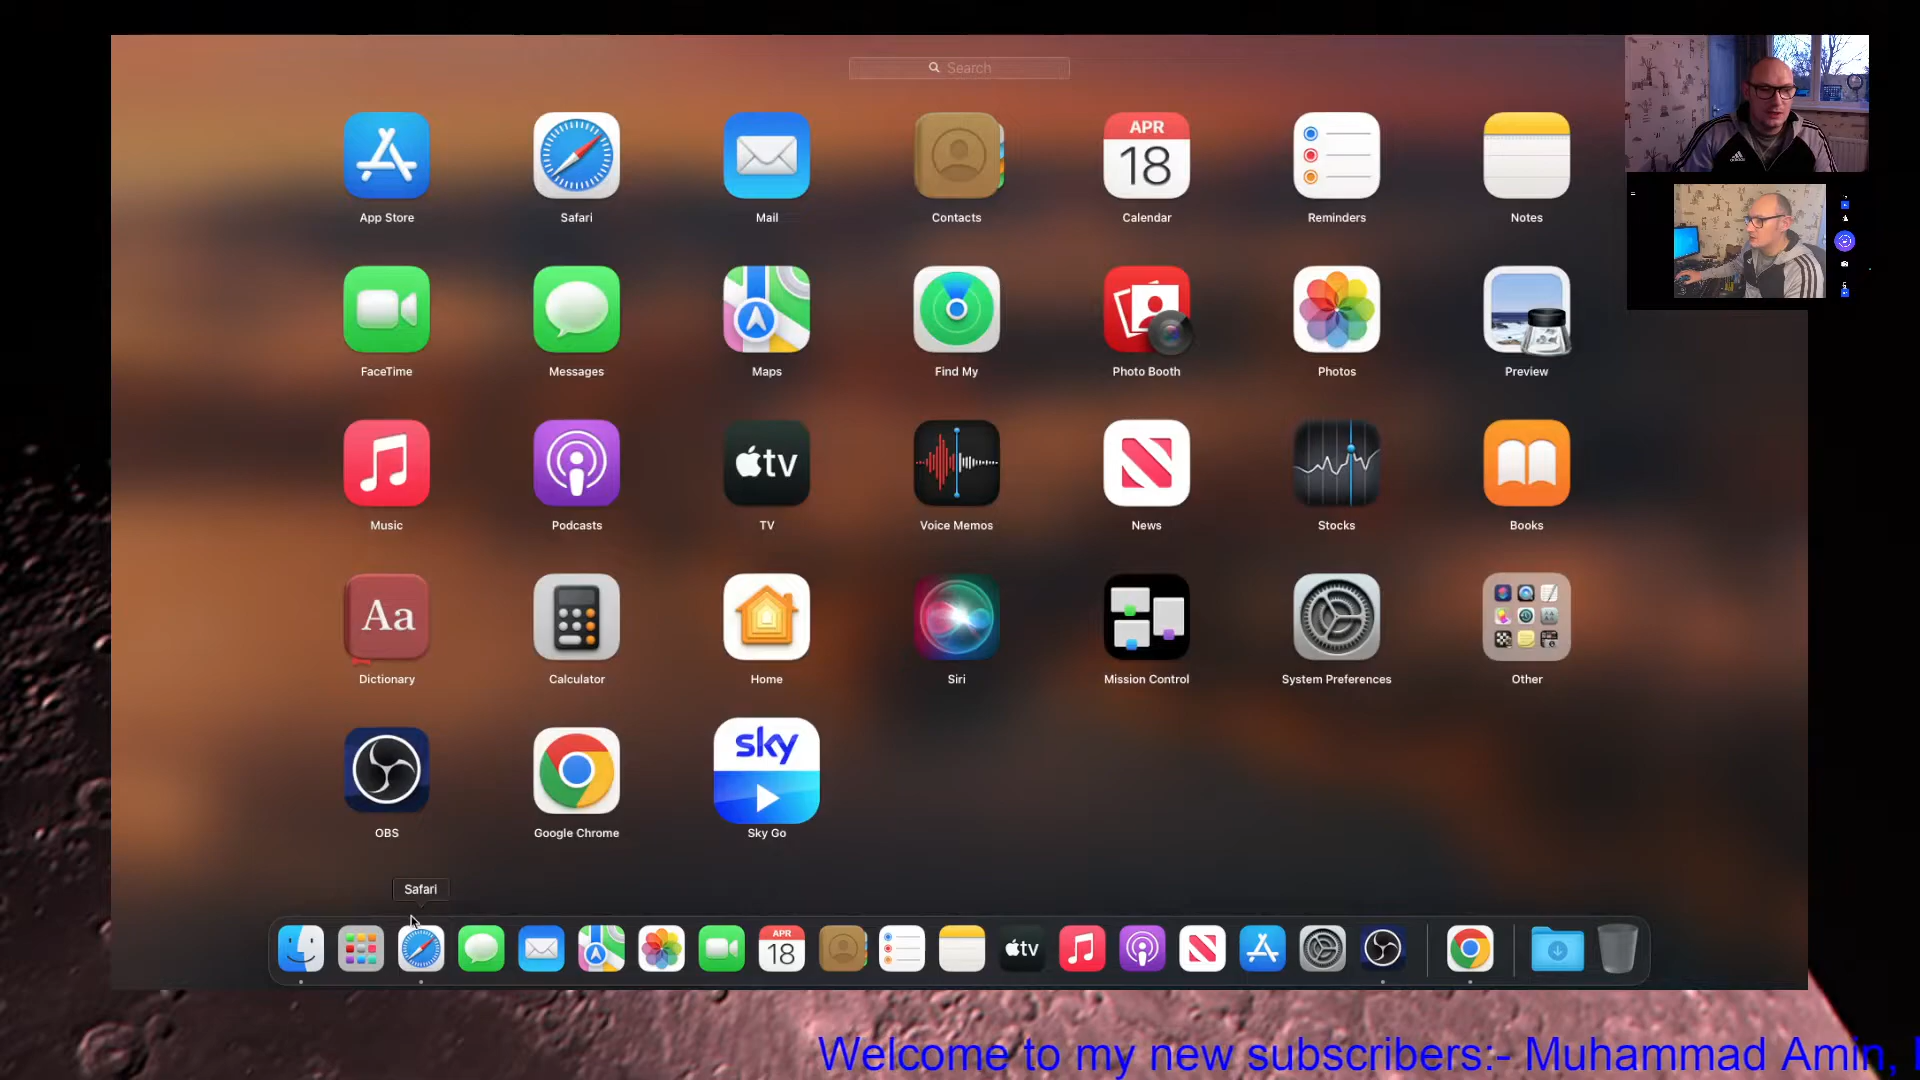 Search
APR
18
App Store
Safari
Mail
Contacts
Calendar
Reminders
Notes
FaceTime
Messages
Maps
Find My
Photo Booth
Photos
Preview
tv
Music
Podcasts
TV
Voice Memos
News
Stocks
Books
Aa
Dictionary
Calculator
Home
Siri
Mission Control
System Preferences
Other
sky
OBS
Google Chrome
Sky Go
Safari
APR
18
tv
Welcome to my new subscribers:- Muhammad Amin,